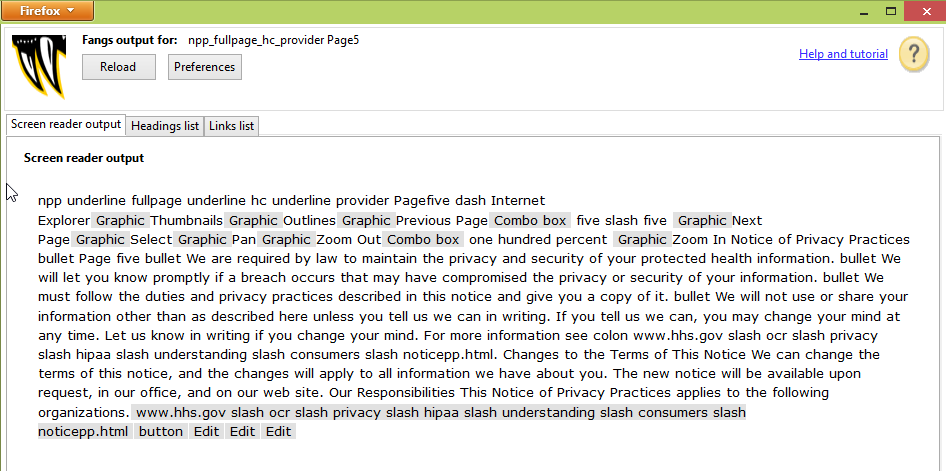 Firefox
Fangs output for: npp_fullpage_hc_provider Page5
Reload Preferences
Help and tutorial
?
Screen reader output Headings list Links list
Screen reader output
npp underline fullpage underline hc underline provider Pagefive dash Internet
Explorer Graphic Thumbnails Graphic Outlines Graphic Previous Page Combo box five slash five Graphic Next
Page Graphic Select Graphic Pan Graphic Zoom Out Combo box one hundred percent Graphic Zoom In Notice of Privacy Practices
bullet Page five bullet We are required by law to maintain the privacy and security of your protected health information. bullet We
will let you know promptly if a breach occurs that may have compromised the privacy or security of your information. bullet We
must follow the duties and privacy practices described in this notice and give you a copy of it. bullet We will not use or share your
information other than as described here unless you tell us we can in writing. If you tell us we can, you may change your mind at
any time. Let us know in writing if you change your mind. For more information see colon www.hhs.gov slash ocr slash privacy
slash hipaa slash understanding slash consumers slash noticepp.html. Changes to the Terms of This Notice We can change the
terms of this notice, and the changes will apply to all information we have about you. The new notice will be available upon
request, in our office, and on our web site. Our Responsibilities This Notice of Privacy Practices applies to the following
organizations. www.hhs.gov slash ocr slash privacy slash hipaa slash understanding slash consumers slash
noticepp.html button Edit Edit Edit